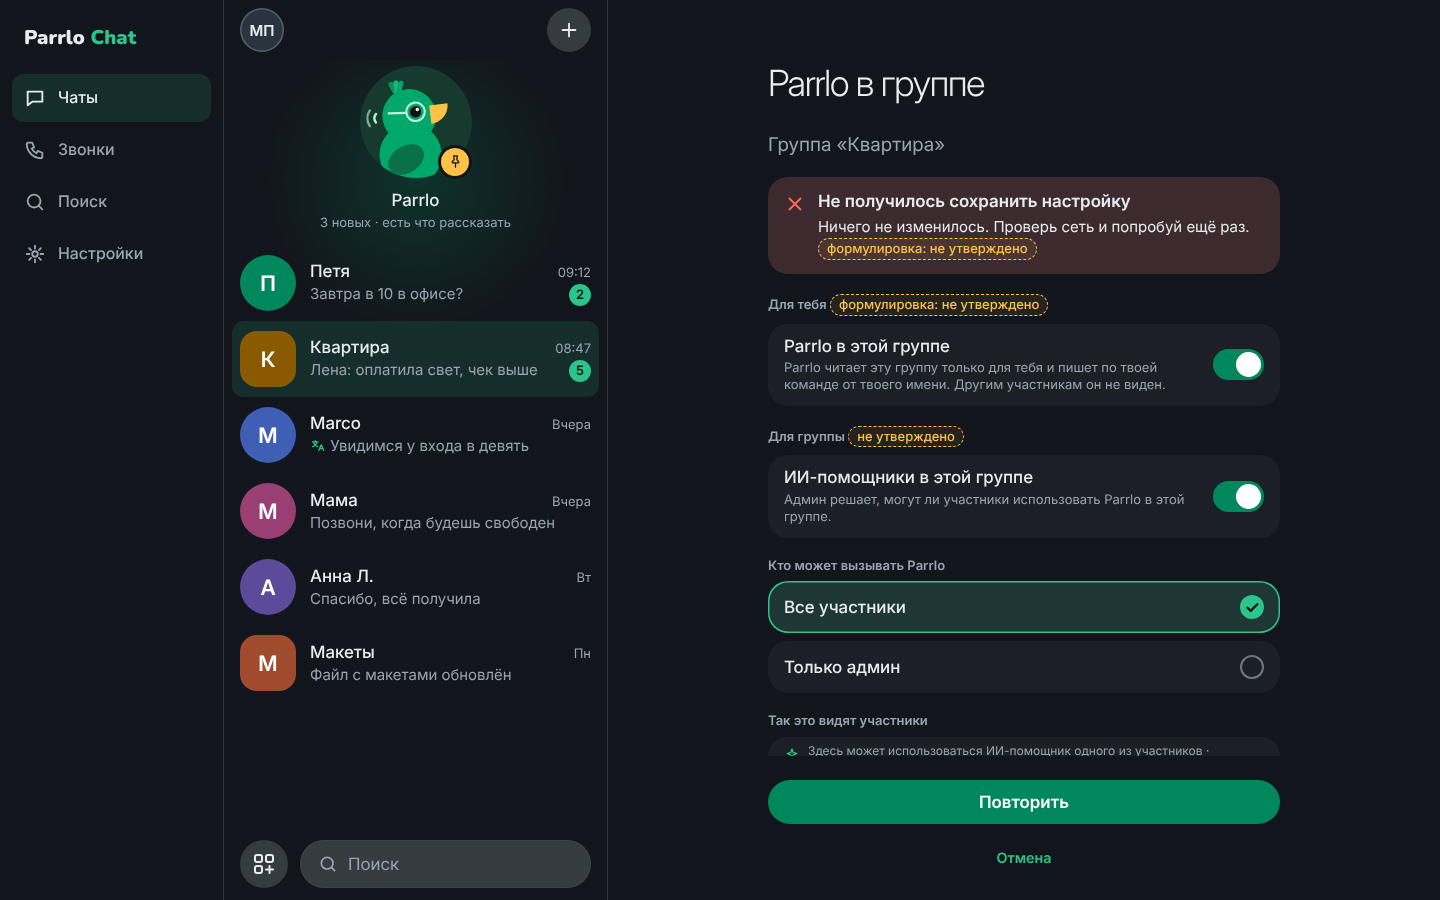 Parrlo Chat
Чаты
Звонки
Поиск
Настройки
МП
Parrlo
3 новых · есть что рассказать
П
Петя
09:12
Завтра в 10 в офисе?
2
К
Квартира
08:47
Лена: оплатила свет, чек выше
5
M
Marco
Вчера
Увидимся у входа в девять
М
Мама
Вчера
Позвони, когда будешь свободен
А
Анна Л.
Вт
Спасибо, всё получила
М
Макеты
Пн
Файл с макетами обновлён
Поиск
Parrlo в группе
Группа «Квартира»
Не получилось сохранить настройку
Ничего не изменилось. Проверь сеть и попробуй ещё раз.
формулировка: не утверждено
Для тебя формулировка: не утверждено
Parrlo в этой группе
Parrlo читает эту группу только для тебя и пишет по твоей
команде от твоего имени. Другим участникам он не виден.
Для группы не утверждено
ИИ-помощники в этой группе
Админ решает, могут ли участники использовать Parrlo в этой
группе.
Кто может вызывать Parrlo
Все участники
Только админ
Так это видят участники
Здесь может использоваться ИИ-помощник одного из участников ·
Повторить
Отмена